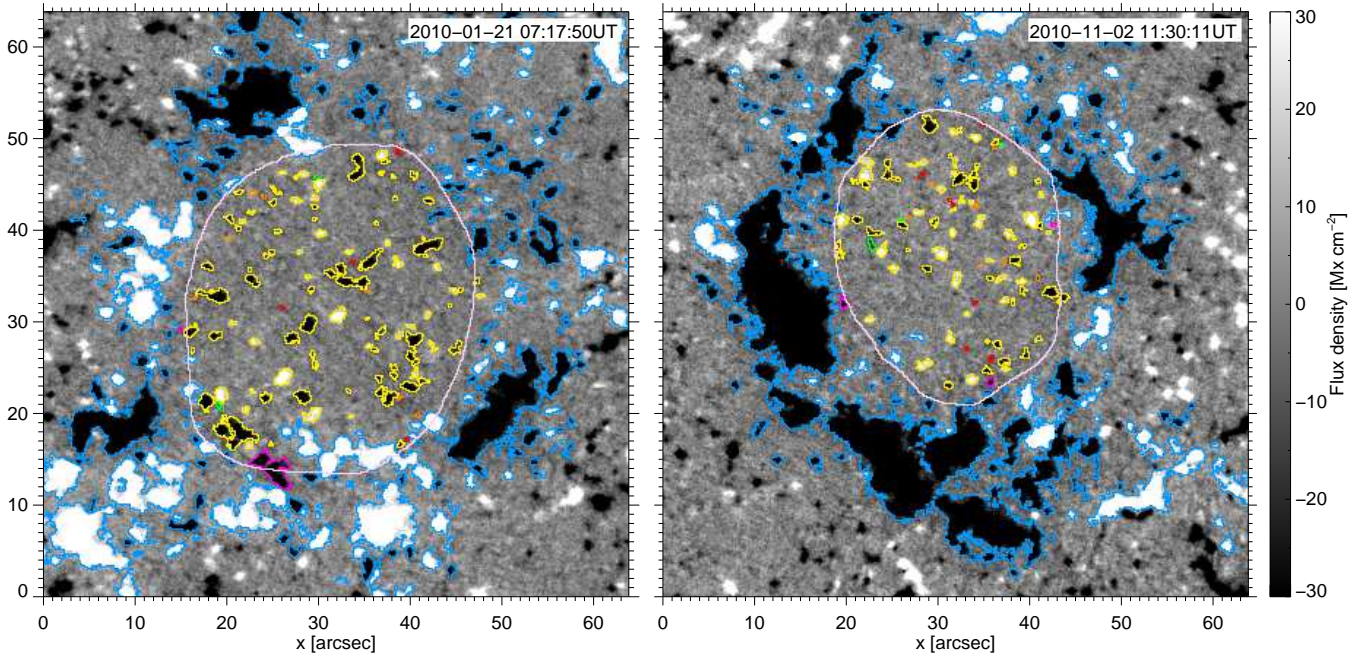 2010−01−21 07:17:50UT
2010−11−02 11:30:11UT
60
50
40
30
20
10
0
0 10 20 30 40 50 60
x [arcsec]
0 10 20 30 40 50 60
x [arcsec]
30
20
10
0
−10
−20
−30
Flux density [Mx cm−2]